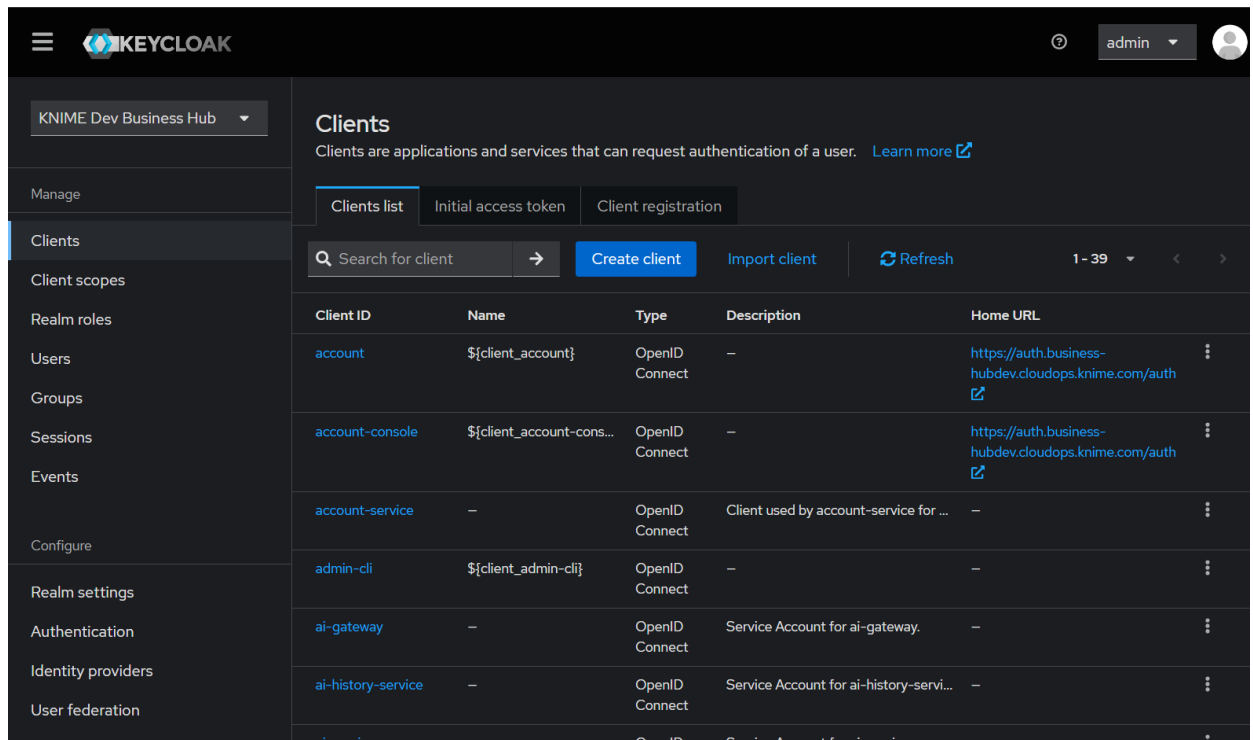 KEYCLOAK
admin
KNIME Dev Business Hub
Manage
Clients
Client scopes
Realm roles
Users
Groups
Sessions
Events
Configure
Realm settings
Authentication
Identity providers
User federation
Clients
Clients are applications and services that can request authentication of a user. Learn more
Clients list Initial access token Client registration
Search for client Create client Import client Refresh 1 - 39
Client ID Name Type Description Home URL
account ${client_account} OpenID Connect – https://auth.business-
hubdev.cloudops.knime.com/auth
account-console ${client_account-cons... OpenID Connect – https://auth.business-
hubdev.cloudops.knime.com/auth
account-service – OpenID Connect Client used by account-service for ... –
admin-cli ${client_admin-cli} OpenID Connect – –
ai-gateway – OpenID Connect Service Account for ai-gateway. –
ai-history-service – OpenID Connect Service Account for ai-history-servi... –